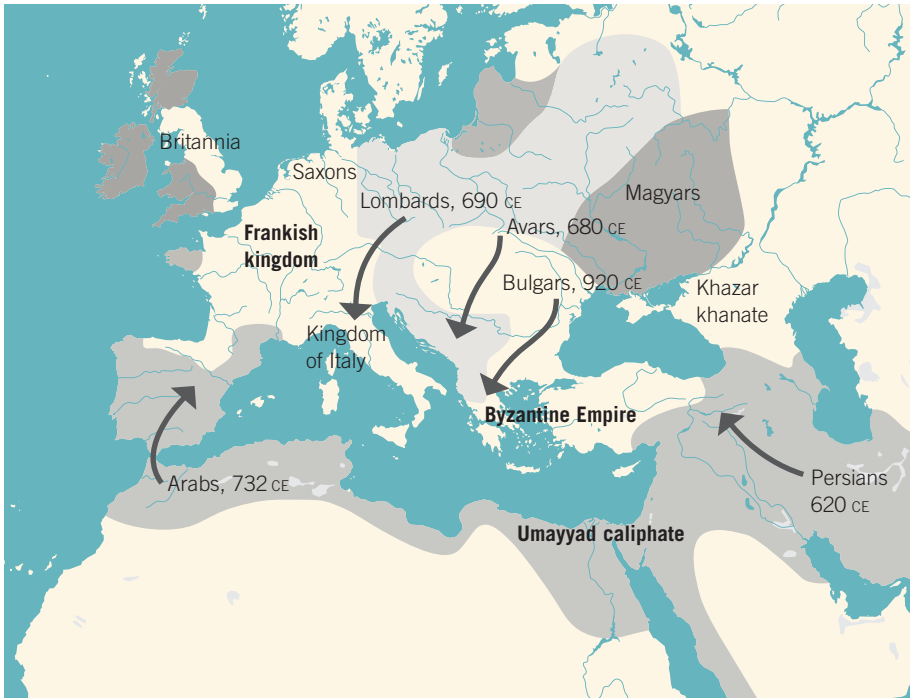 Britannia
Saxons
Lombards, 690 CE
Magyars
Avars, 680 CE
Frankish
kingdom
Bulgars, 920 CE
Khazar
khanate
Kingdom
of Italy
Byzantine Empire
Arabs, 732 CE
Persians
620 CE
Umayyad caliphate